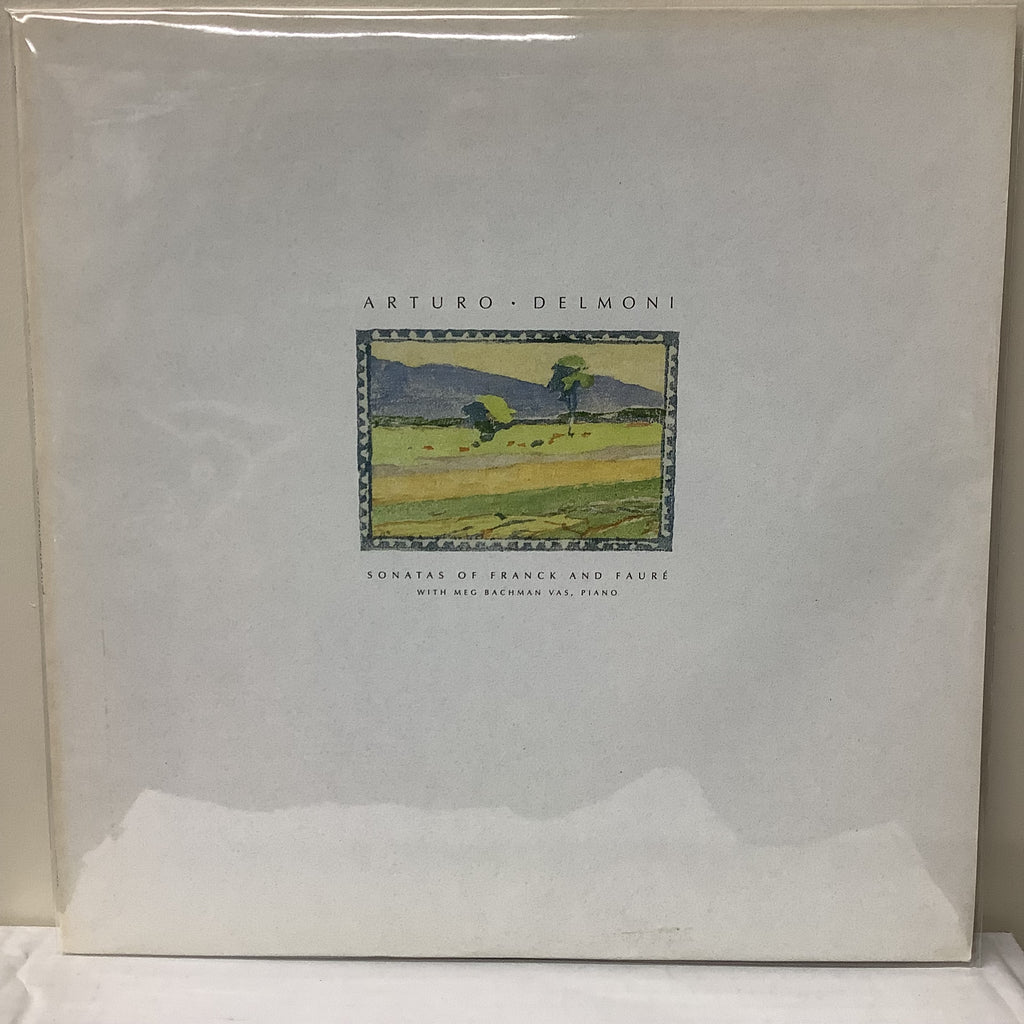 ARTURO · DELMONI
SONATAS OF FRANCK AND FAURÉ
WITH MEG BACHMAN VAS, PIANO